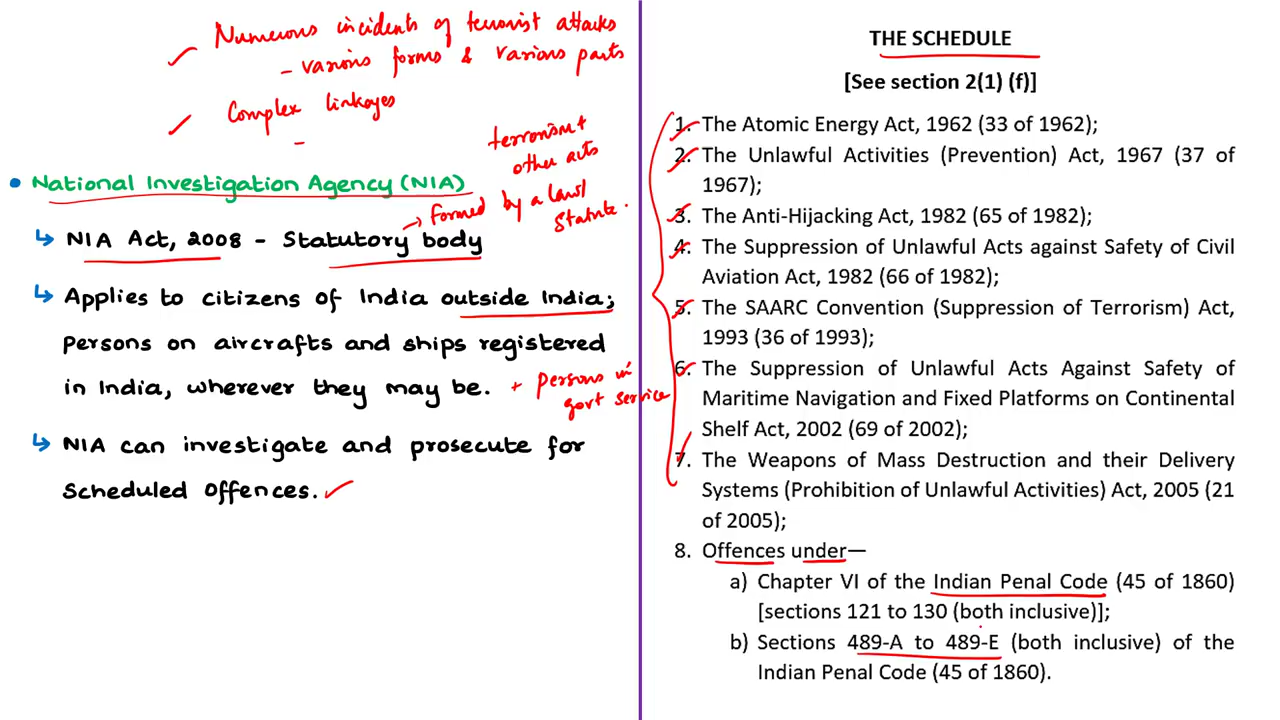 Numerous incidents of terrorist attacks
- various forms & various parts
Complex linkages
-
terrorism +
other acts
• National Investigation Agency (NIA)
→ formed by a law/
statute.
↳ NIA Act, 2008 - Statutory body
↳ Applies to citizens of India outside India;
persons on aircrafts and ships registered
in India, wherever they may be.
+ persons in
govt service
↳ NIA can investigate and prosecute for
Scheduled Offences.
THE SCHEDULE
[See section 2(1) (f)]
1. The Atomic Energy Act, 1962 (33 of 1962);
2. The Unlawful Activities (Prevention) Act, 1967 (37 of
1967);
3. The Anti-Hijacking Act, 1982 (65 of 1982);
4. The Suppression of Unlawful Acts against Safety of Civil
Aviation Act, 1982 (66 of 1982);
5. The SAARC Convention (Suppression of Terrorism) Act,
1993 (36 of 1993);
6. The Suppression of Unlawful Acts Against Safety of
Maritime Navigation and Fixed Platforms on Continental
Shelf Act, 2002 (69 of 2002);
7. The Weapons of Mass Destruction and their Delivery
Systems (Prohibition of Unlawful Activities) Act, 2005 (21
of 2005);
8. Offences under—
a) Chapter VI of the Indian Penal Code (45 of 1860)
[sections 121 to 130 (both inclusive)];
b) Sections 489-A to 489-E (both inclusive) of the
Indian Penal Code (45 of 1860).